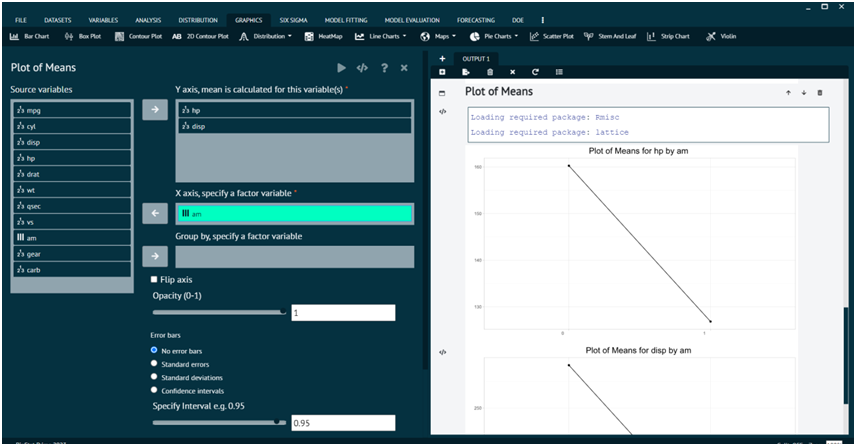 FILE DATASETS VARIABLES ANALYSIS DISTRIBUTION GRAPHICS SIX SIGMA MODEL FITTING MODEL EVALUATION FORECASTING DOE
Bar Chart Box Plot Contour Plot AB 2D Contour Plot Distribution HeatMap Line Charts Maps Pie Charts Scatter Plot Stem And Leaf Strip Chart Violin
Plot of Means
Source variables
mpg
cyl
disp
hp
drat
wt
qsec
vs
am
gear
carb
Y axis, mean is calculated for this variable(s) *
hp
disp
X axis, specify a factor variable *
am
Group by, specify a factor variable
Flip axis
Opacity (0-1)
1
Error bars
No error bars
Standard errors
Standard deviations
Confidence intervals
Specify Interval e.g. 0.95
0.95
OUTPUT 1
Plot of Means
Loading required package: Rmisc
Loading required package: lattice
Plot of Means for hp by am
160
150
140
130
0 1
Plot of Means for disp by am
250